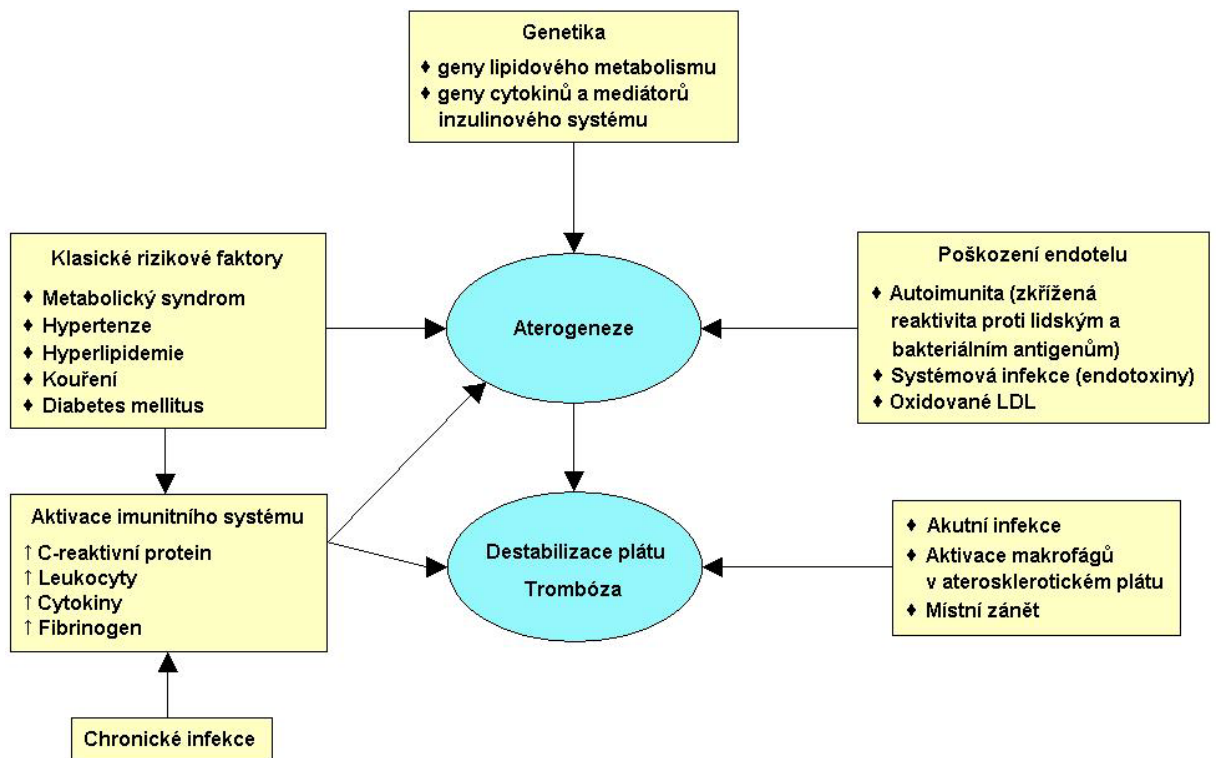 Genetika
♦ geny lipidového metabolismu
♦ geny cytokinů a mediátorů
inzulinového systému
Klasické rizikové faktory
♦ Metabolický syndrom
♦ Hypertenze
♦ Hyperlipidemie
♦ Kouření
♦ Diabetes mellitus
Aterogeneze
Poškození endotelu
♦ Autoimunita (zkřížená
reaktivita proti lidským a
bakteriálním antigenům)
♦ Systémová infekce (endotoxiny)
♦ Oxidované LDL
Aktivace imunitního systému
↑ C-reaktivní protein
↑ Leukocyty
↑ Cytokiny
↑ Fibrinogen
Destabilizace plátu
Trombóza
♦ Akutní infekce
♦ Aktivace makrofágů
v aterosklerotickém plátu
♦ Místní zánět
Chronické infekce